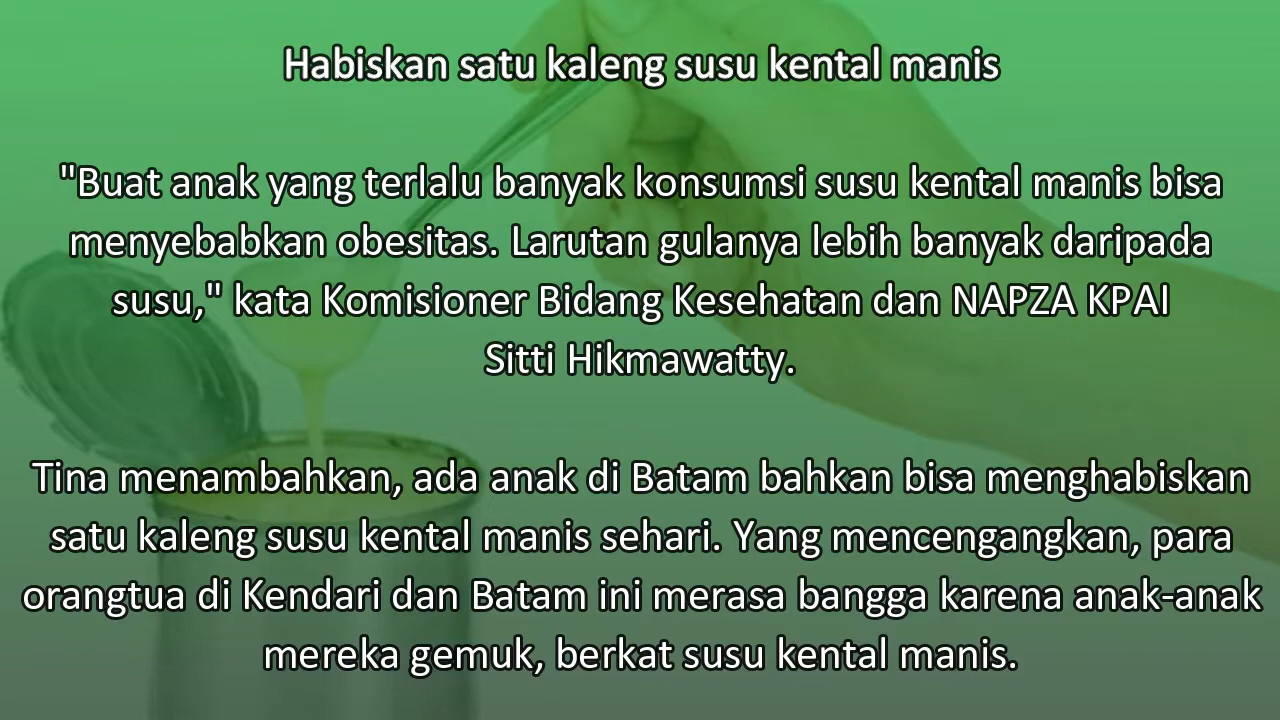 Habiskan satu kaleng susu kental manis
"Buat anak yang terlalu banyak konsumsi susu kental manis bisa
menyebabkan obesitas. Larutan gulanya lebih banyak daripada
susu," kata Komisioner Bidang Kesehatan dan NAPZA KPAI
Sitti Hikmawatty.
Tina menambahkan, ada anak di Batam bahkan bisa menghabiskan
satu kaleng susu kental manis sehari. Yang mencengangkan, para
orangtua di Kendari dan Batam ini merasa bangga karena anak-anak
mereka gemuk, berkat susu kental manis.